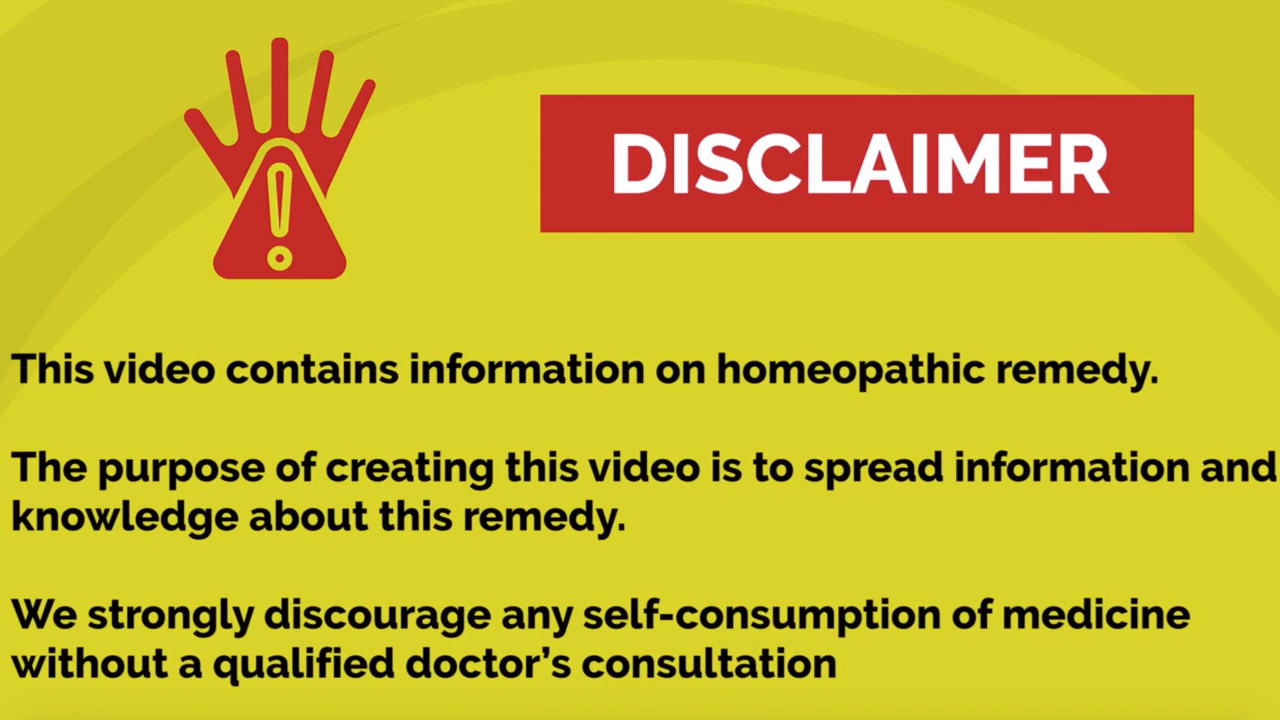 DISCLAIMER
This video contains information on homeopathic remedy.
The purpose of creating this video is to spread information and
knowledge about this remedy.
We strongly discourage any self-consumption of medicine
without a qualified doctor's consultation